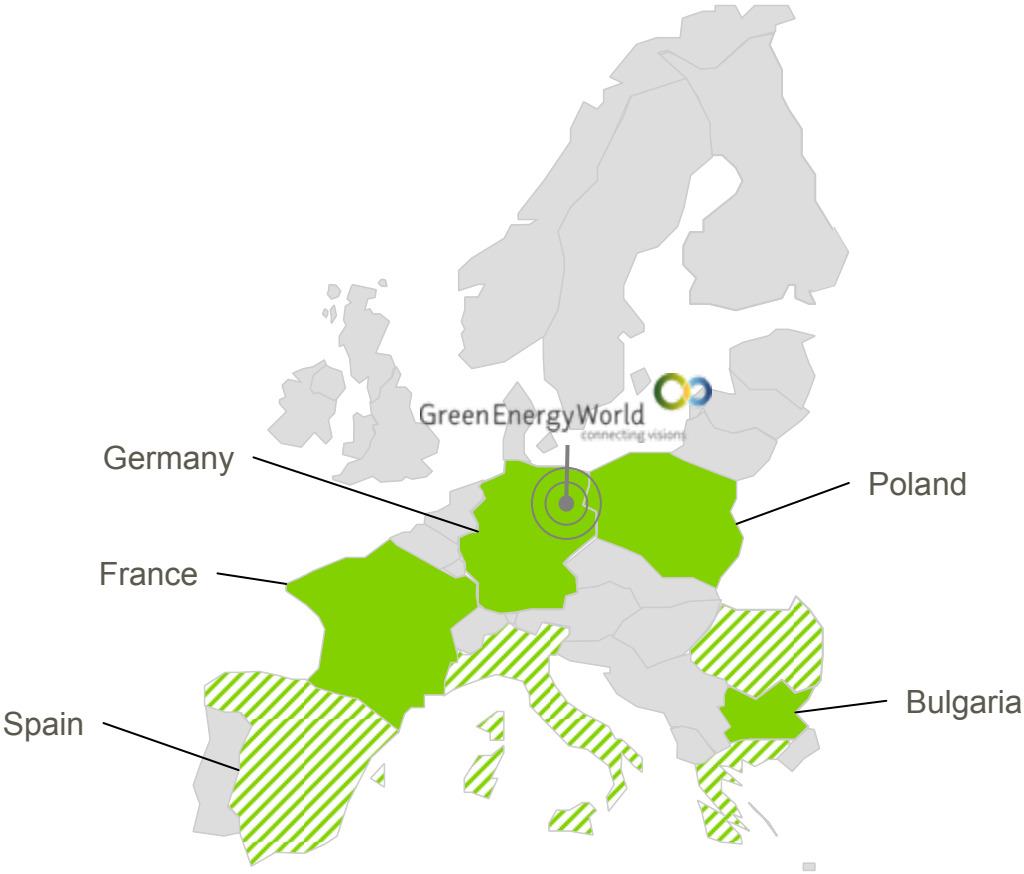 GreenEnergyWorld
connecting visions
Germany
Poland
France
Bulgaria
Spain